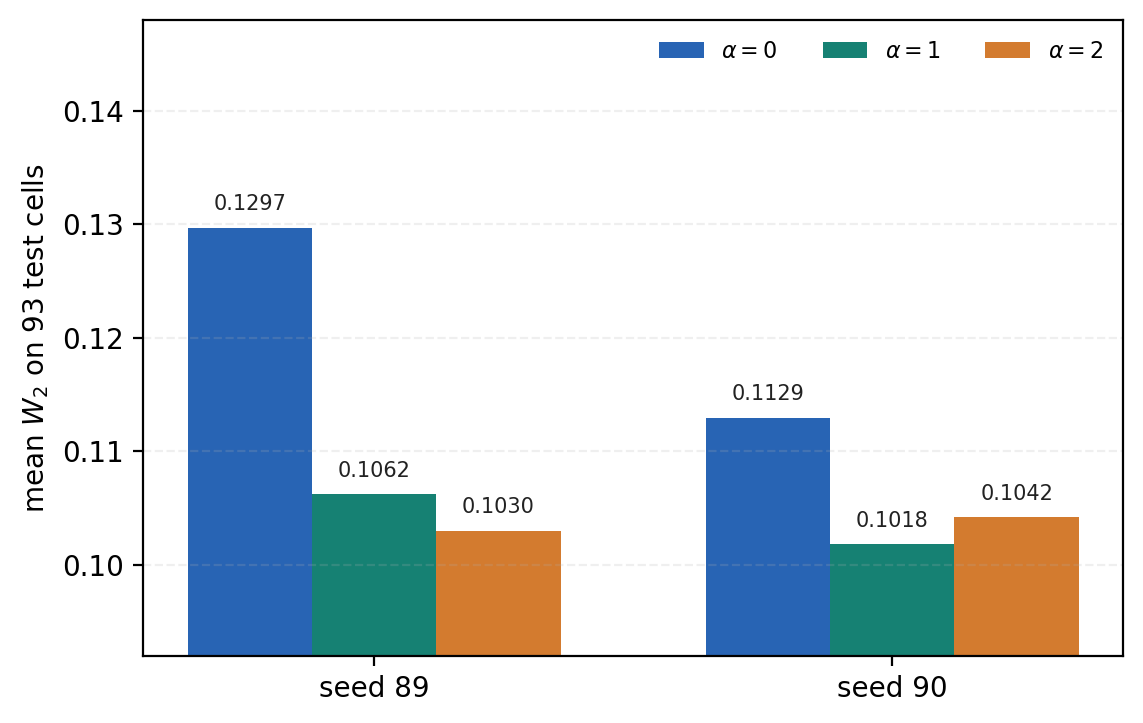 α = 0 α = 1 α = 2
mean W₂ on 93 test cells
0.14
0.13
0.12
0.11
0.10
0.1297
0.1062
0.1030
0.1129
0.1018
0.1042
seed 89
seed 90